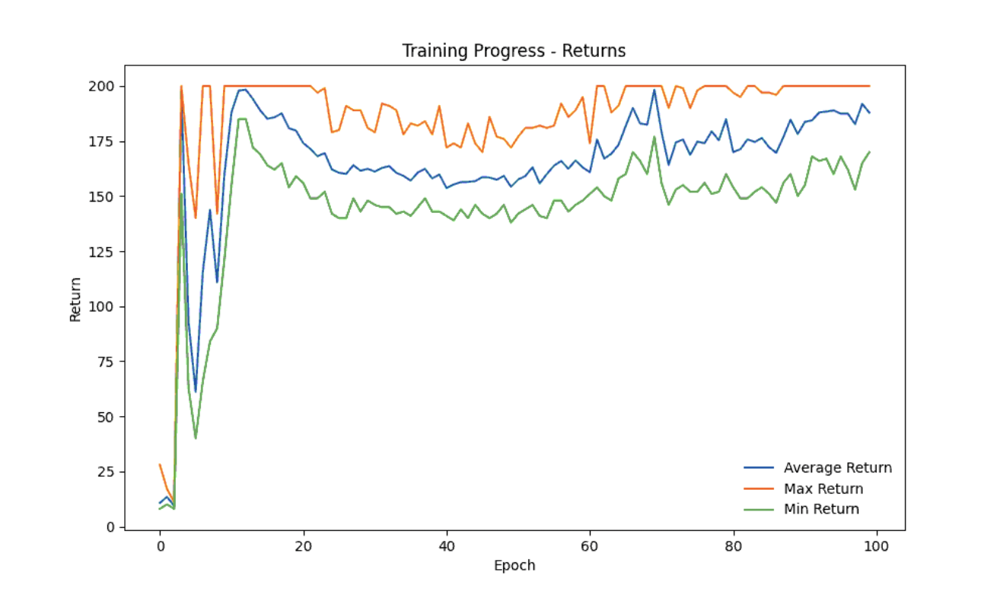 Training Progress - Returns
200
175
150
125
100
75
50
25
0
Return
Average Return
Max Return
Min Return
0
20
40
60
80
100
Epoch